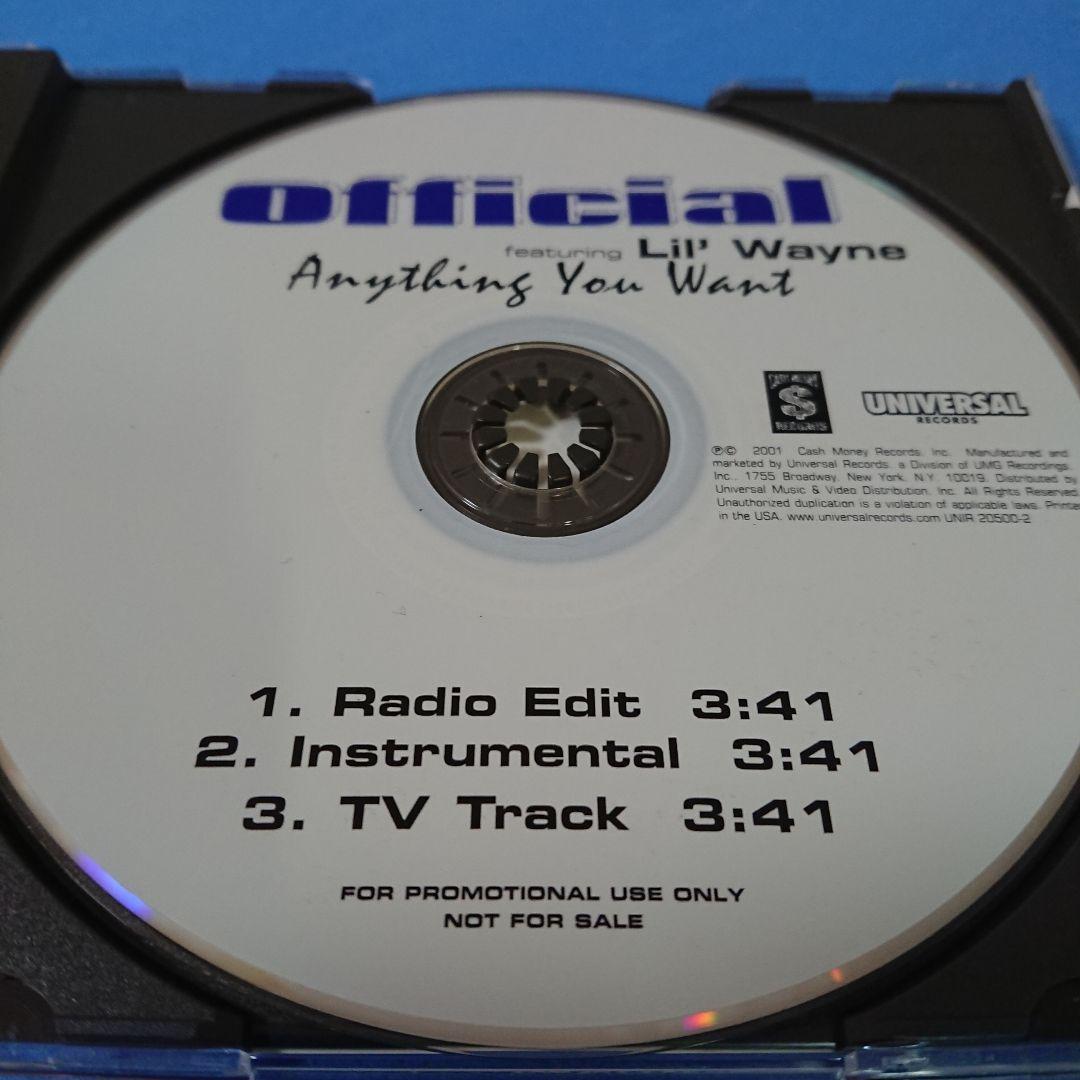 Official
featuring Lil' Wayne
Anything You Want
CASH MONEY
$
RECORDS
UNIVERSAL
RECORDS
℗© 2001 Cash Money Records, Inc. Manufactured and
marketed by Universal Records, a Division of UMG Recordings,
Inc., 1755 Broadway, New York, N.Y. 10019. Distributed by
Universal Music & Video Distribution, Inc. All Rights Reserved.
Unauthorized duplication is a violation of applicable laws. Printed
in the USA. www.universalrecords.com UNIR 20500-2
1. Radio Edit 3:41
2. Instrumental 3:41
3. TV Track 3:41
FOR PROMOTIONAL USE ONLY
NOT FOR SALE